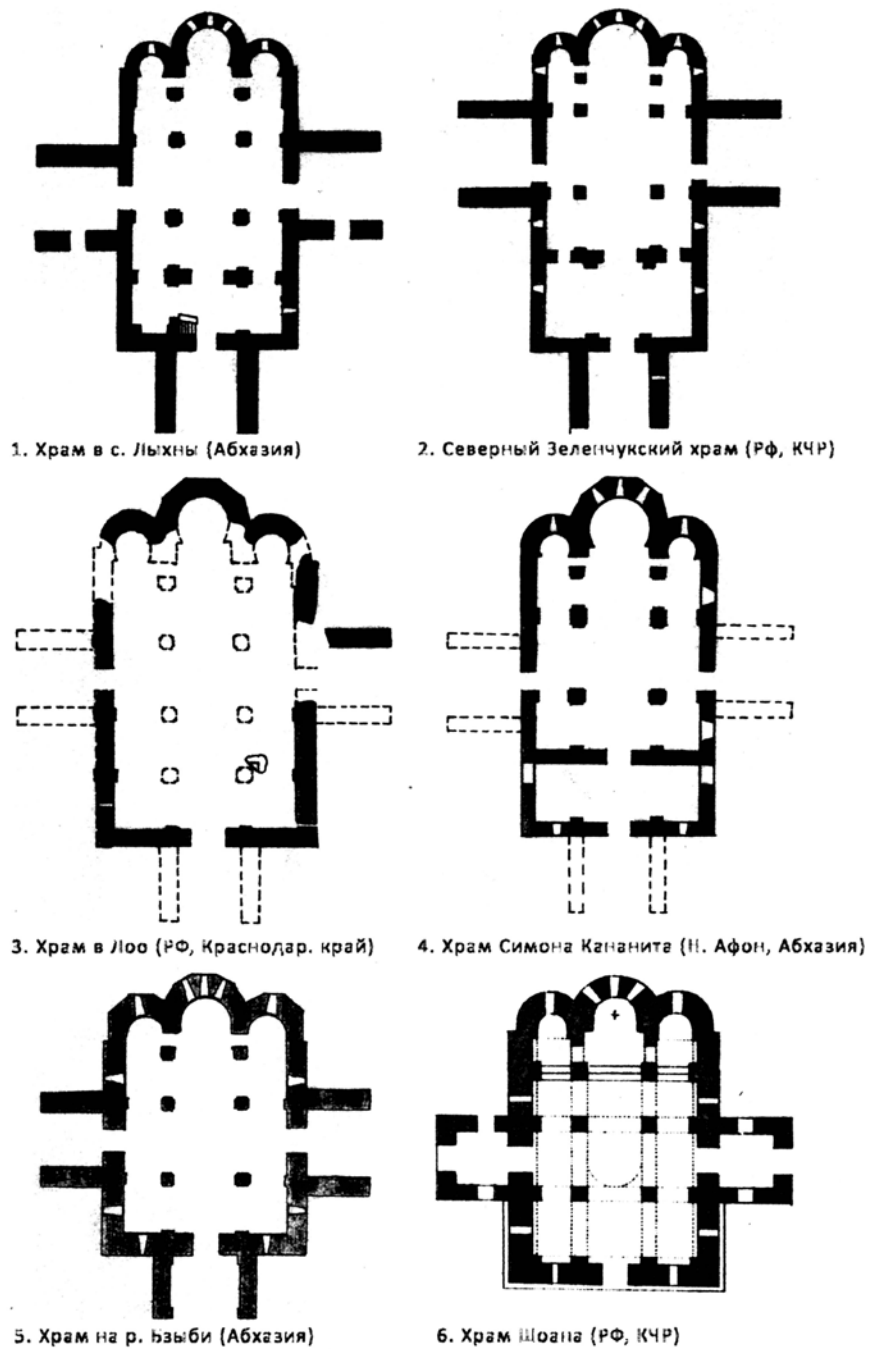 1. Храм в с. Лыхны (Абхазия)
2. Северный Зеленчукский храм (Рф, КЧР)
3. Храм в Лоо (РФ, Краснодар. край)
4. Храм Симона Кананита (Н. Афон, Абхазия)
5. Храм на р. Бзыби (Абхазия)
6. Храм Шоана (РФ, КЧР)